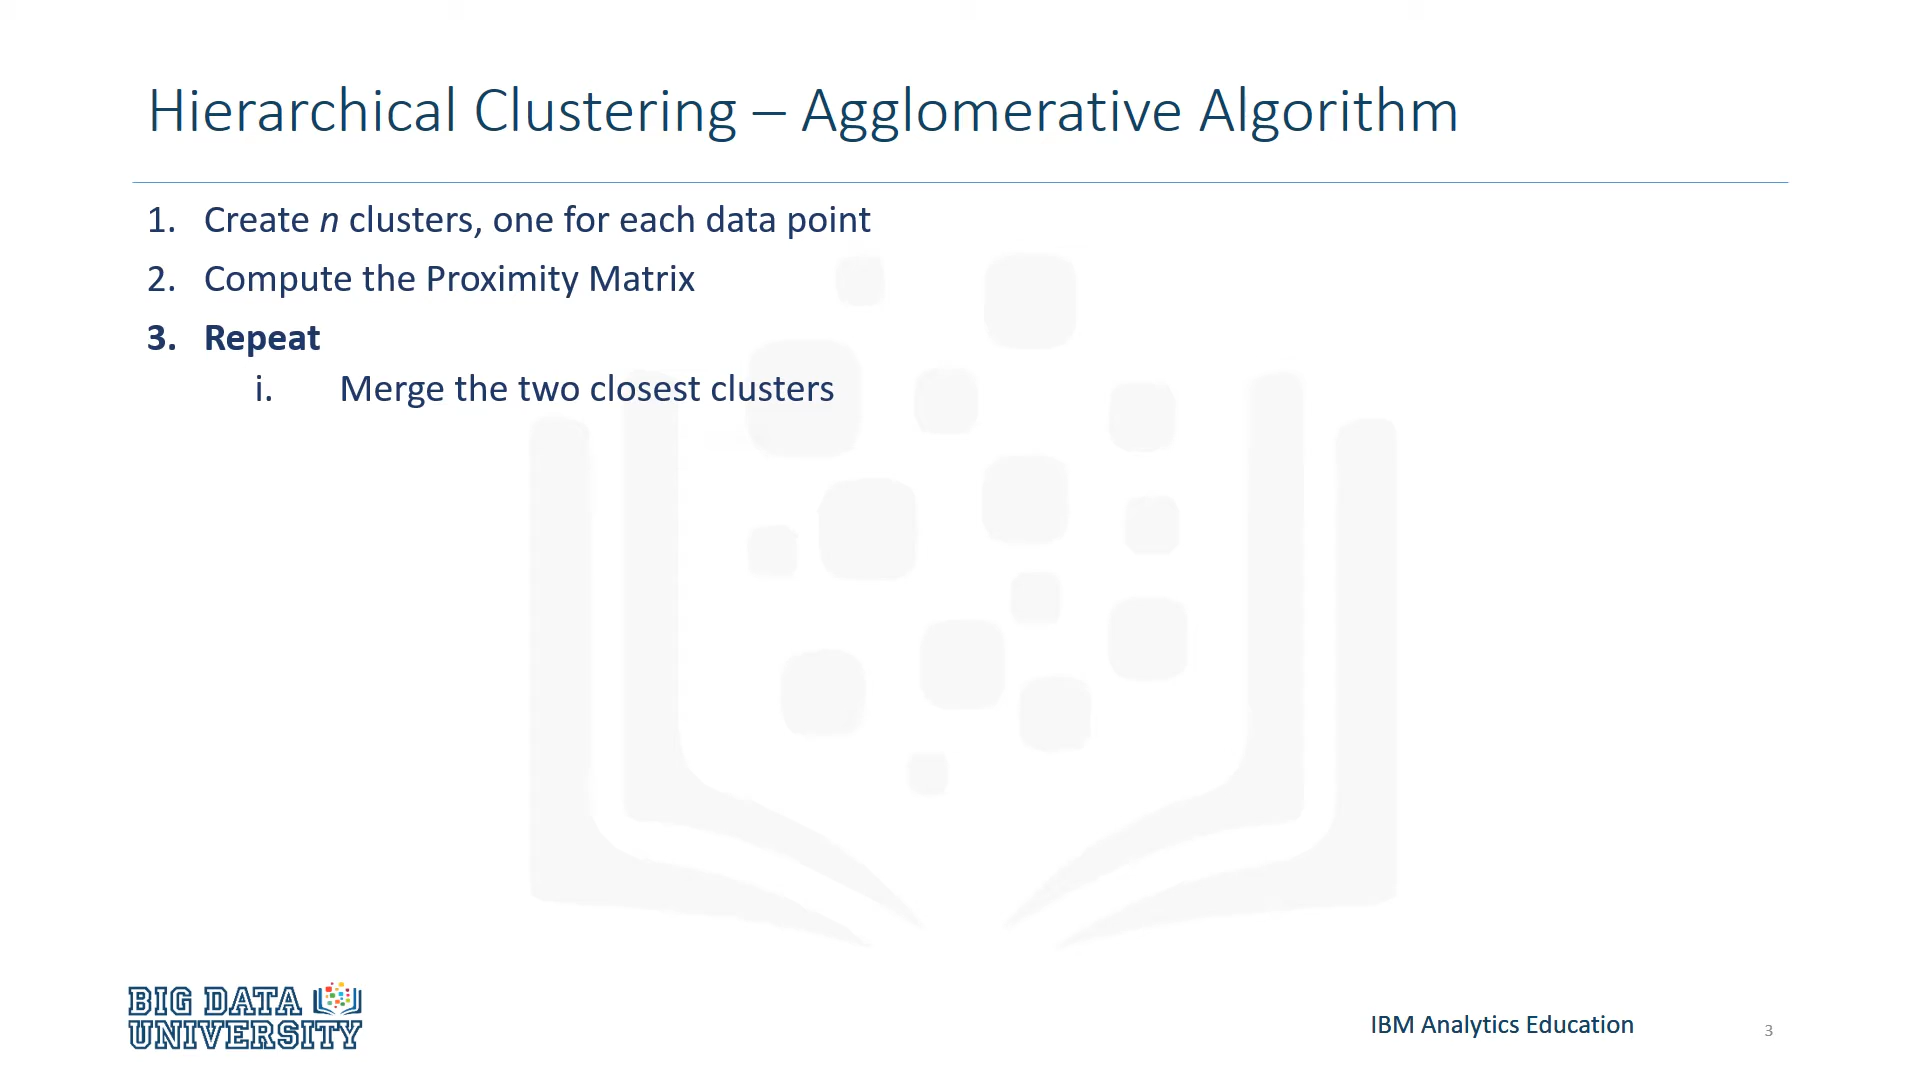 Hierarchical Clustering – Agglomerative Algorithm
1. Create n clusters, one for each data point
2. Compute the Proximity Matrix
3. Repeat
i. Merge the two closest clusters
BIG DATA
UNIVERSITY
IBM Analytics Education
3